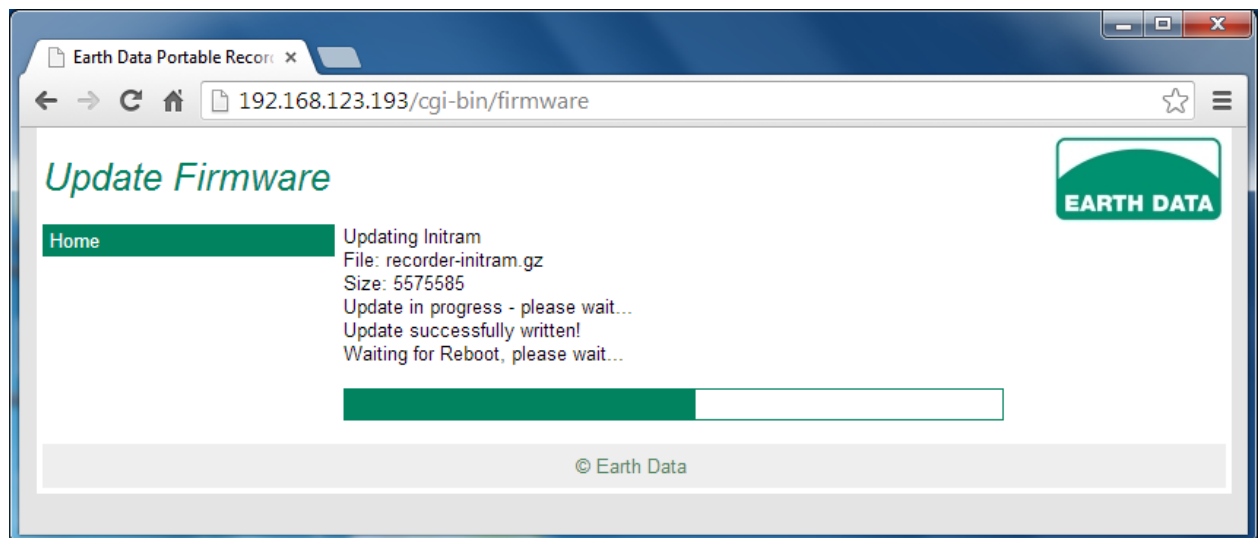 Earth Data Portable Recor
192.168.123.193/cgi-bin/firmware
Update Firmware
EARTH DATA
Home
Updating Initram
File: recorder-initram.gz
Size: 5575585
Update in progress - please wait...
Update successfully written!
Waiting for Reboot, please wait...
© Earth Data